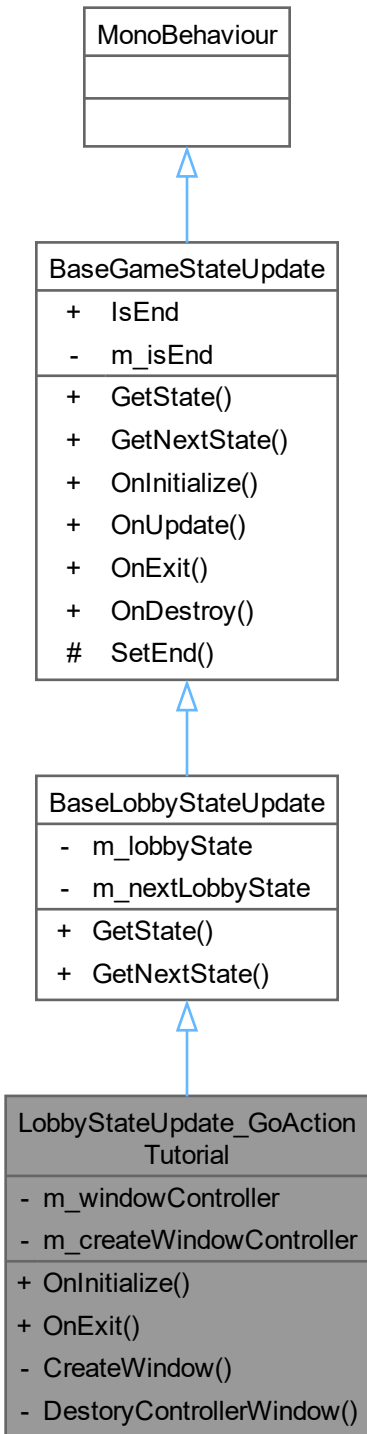 MonoBehaviour
BaseGameStateUpdate
+ IsEnd
- m_isEnd
+ GetState()
+ GetNextState()
+ OnInitialize()
+ OnUpdate()
+ OnExit()
+ OnDestroy()
# SetEnd()
BaseLobbyStateUpdate
- m_lobbyState
- m_nextLobbyState
+ GetState()
+ GetNextState()
LobbyStateUpdate_GoAction
Tutorial
- m_windowController
- m_createWindowController
+ OnInitialize()
+ OnExit()
- CreateWindow()
- DestoryControllerWindow()